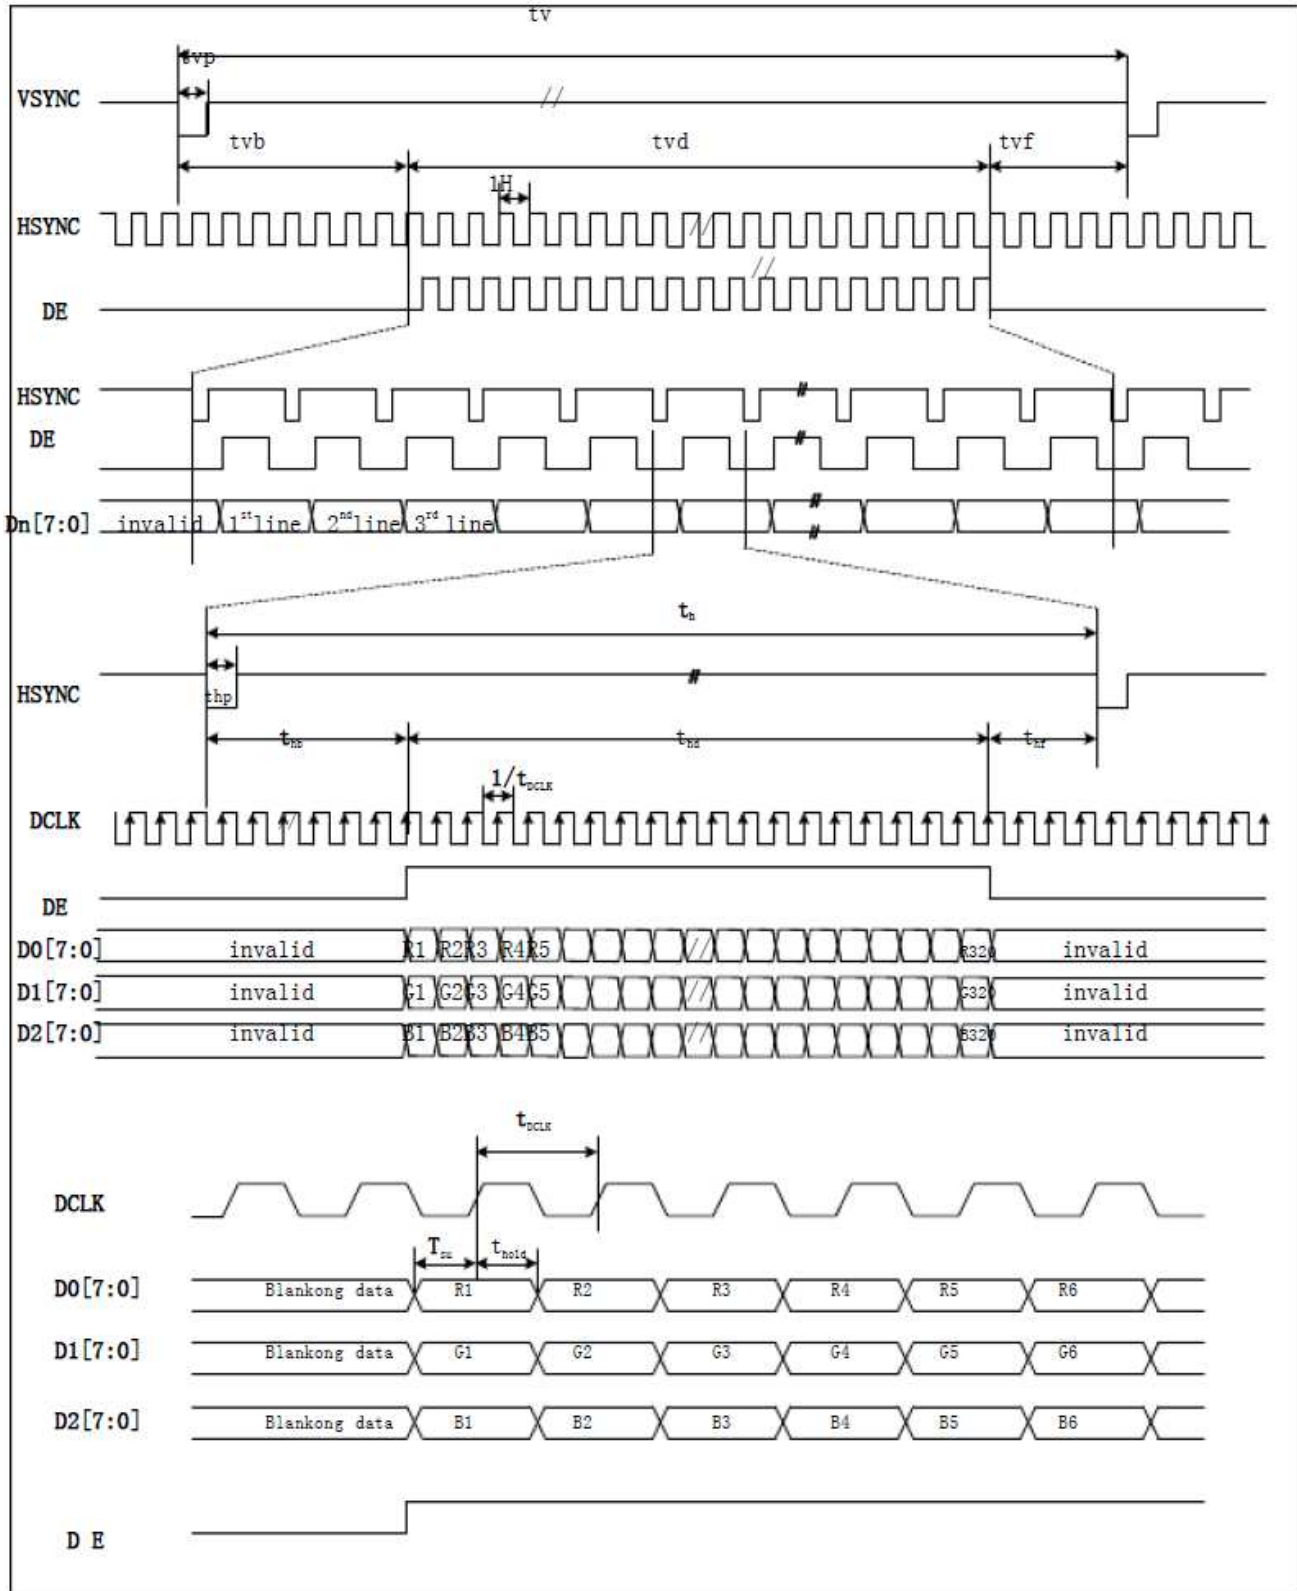 tv
tvp
VSYNC
tvb tvd tvf
1H
HSYNC
DE
HSYNC
DE
Dn[7:0] invalid 1st line 2nd line 3rd line
th
HSYNC
thp
thb thd thf
1/tDCLK
DCLK
DE
D0[7:0] invalid R1 R2 R3 R4 R5 R320 invalid
D1[7:0] invalid G1 G2 G3 G4 G5 G320 invalid
D2[7:0] invalid B1 B2 B3 B4 B5 B320 invalid
tDCLK
DCLK
Tsu thold
D0[7:0] Blankong data R1 R2 R3 R4 R5 R6
D1[7:0] Blankong data G1 G2 G3 G4 G5 G6
D2[7:0] Blankong data B1 B2 B3 B4 B5 B6
D E